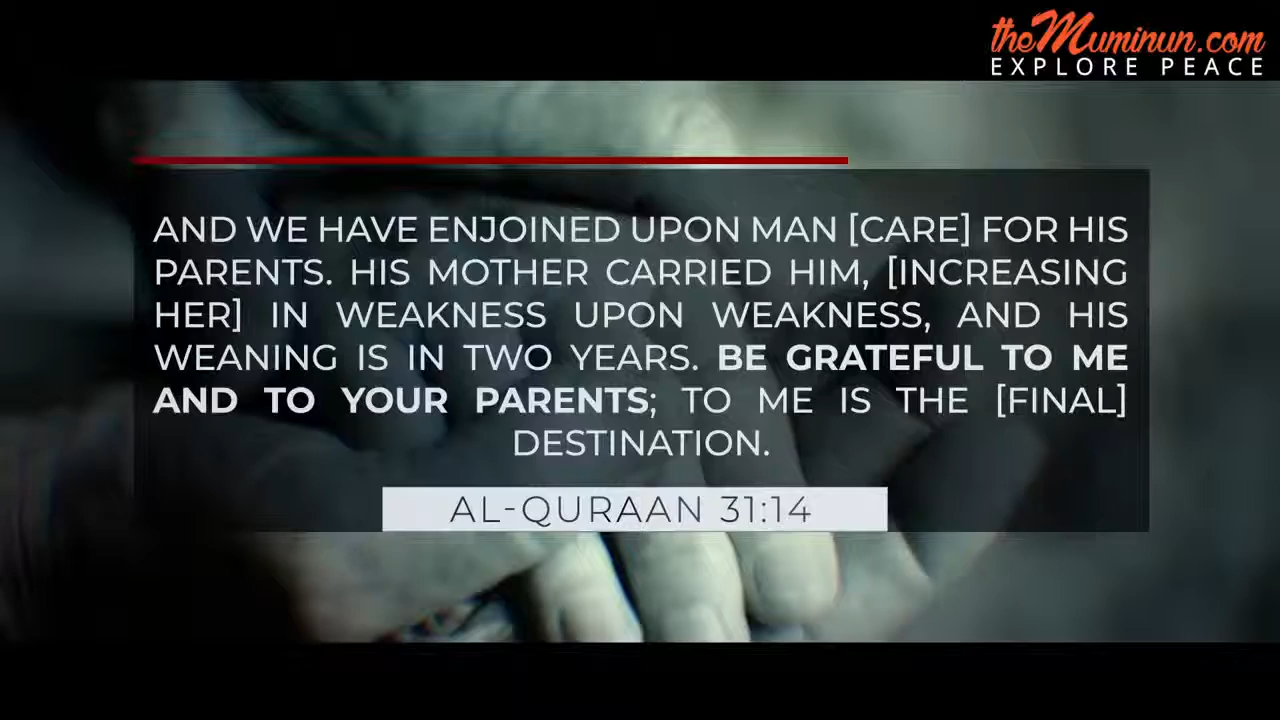 theMuminun.com
EXPLORE PEACE
AND WE HAVE ENJOINED UPON MAN [CARE] FOR HIS
PARENTS. HIS MOTHER CARRIED HIM, [INCREASING
HER] IN WEAKNESS UPON WEAKNESS, AND HIS
WEANING IS IN TWO YEARS. BE GRATEFUL TO ME
AND TO YOUR PARENTS; TO ME IS THE [FINAL]
DESTINATION.
AL-QURAAN 31:14